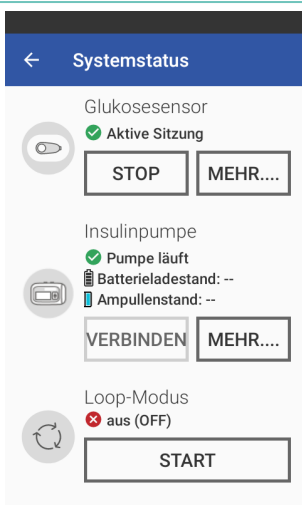 Systemstatus
Glukosesensor
Aktive Sitzung
STOP MEHR....
Insulinpumpe
Pumpe läuft
Batterieladestand: --
Ampullenstand: --
VERBINDEN MEHR....
Loop-Modus
aus (OFF)
START